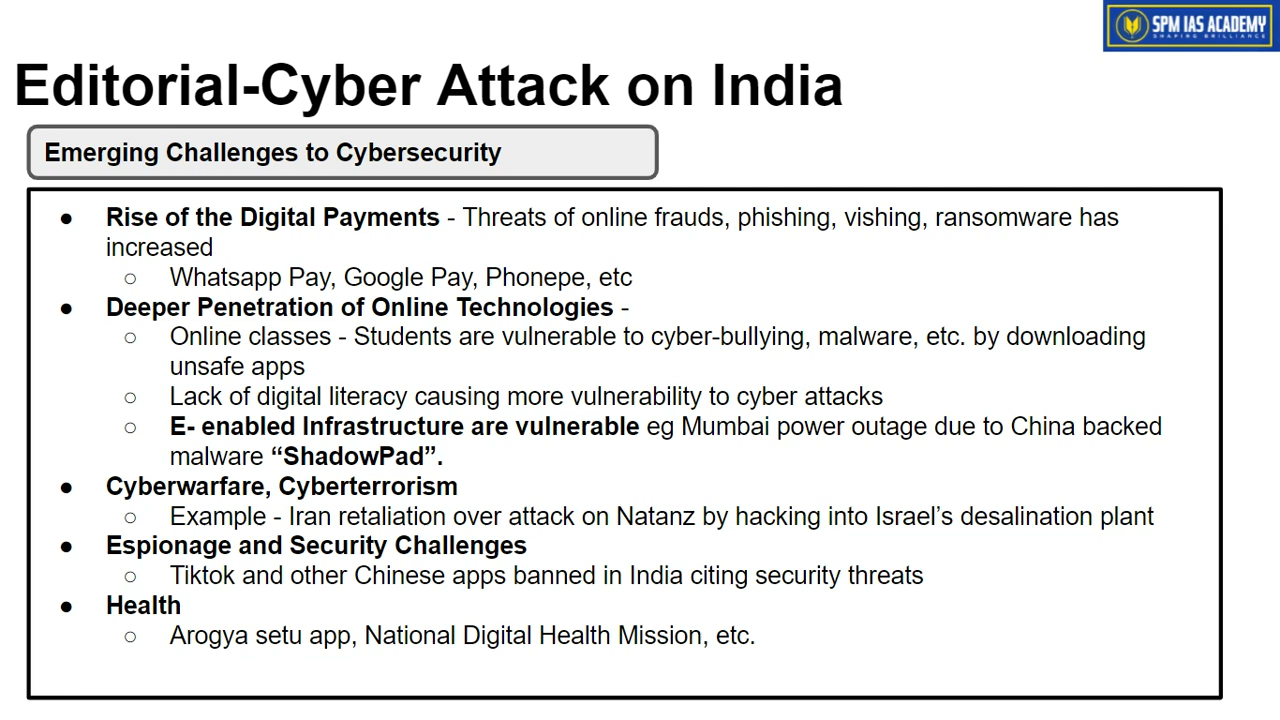 SPM IAS ACADEMY
SHAPING BRILLIANCE
Editorial-Cyber Attack on India
Emerging Challenges to Cybersecurity
● Rise of the Digital Payments - Threats of online frauds, phishing, vishing, ransomware has
increased
○ Whatsapp Pay, Google Pay, Phonepe, etc
● Deeper Penetration of Online Technologies -
○ Online classes - Students are vulnerable to cyber-bullying, malware, etc. by downloading
unsafe apps
○ Lack of digital literacy causing more vulnerability to cyber attacks
○ E- enabled Infrastructure are vulnerable eg Mumbai power outage due to China backed
malware “ShadowPad”.
● Cyberwarfare, Cyberterrorism
○ Example - Iran retaliation over attack on Natanz by hacking into Israel’s desalination plant
● Espionage and Security Challenges
○ Tiktok and other Chinese apps banned in India citing security threats
● Health
○ Arogya setu app, National Digital Health Mission, etc.